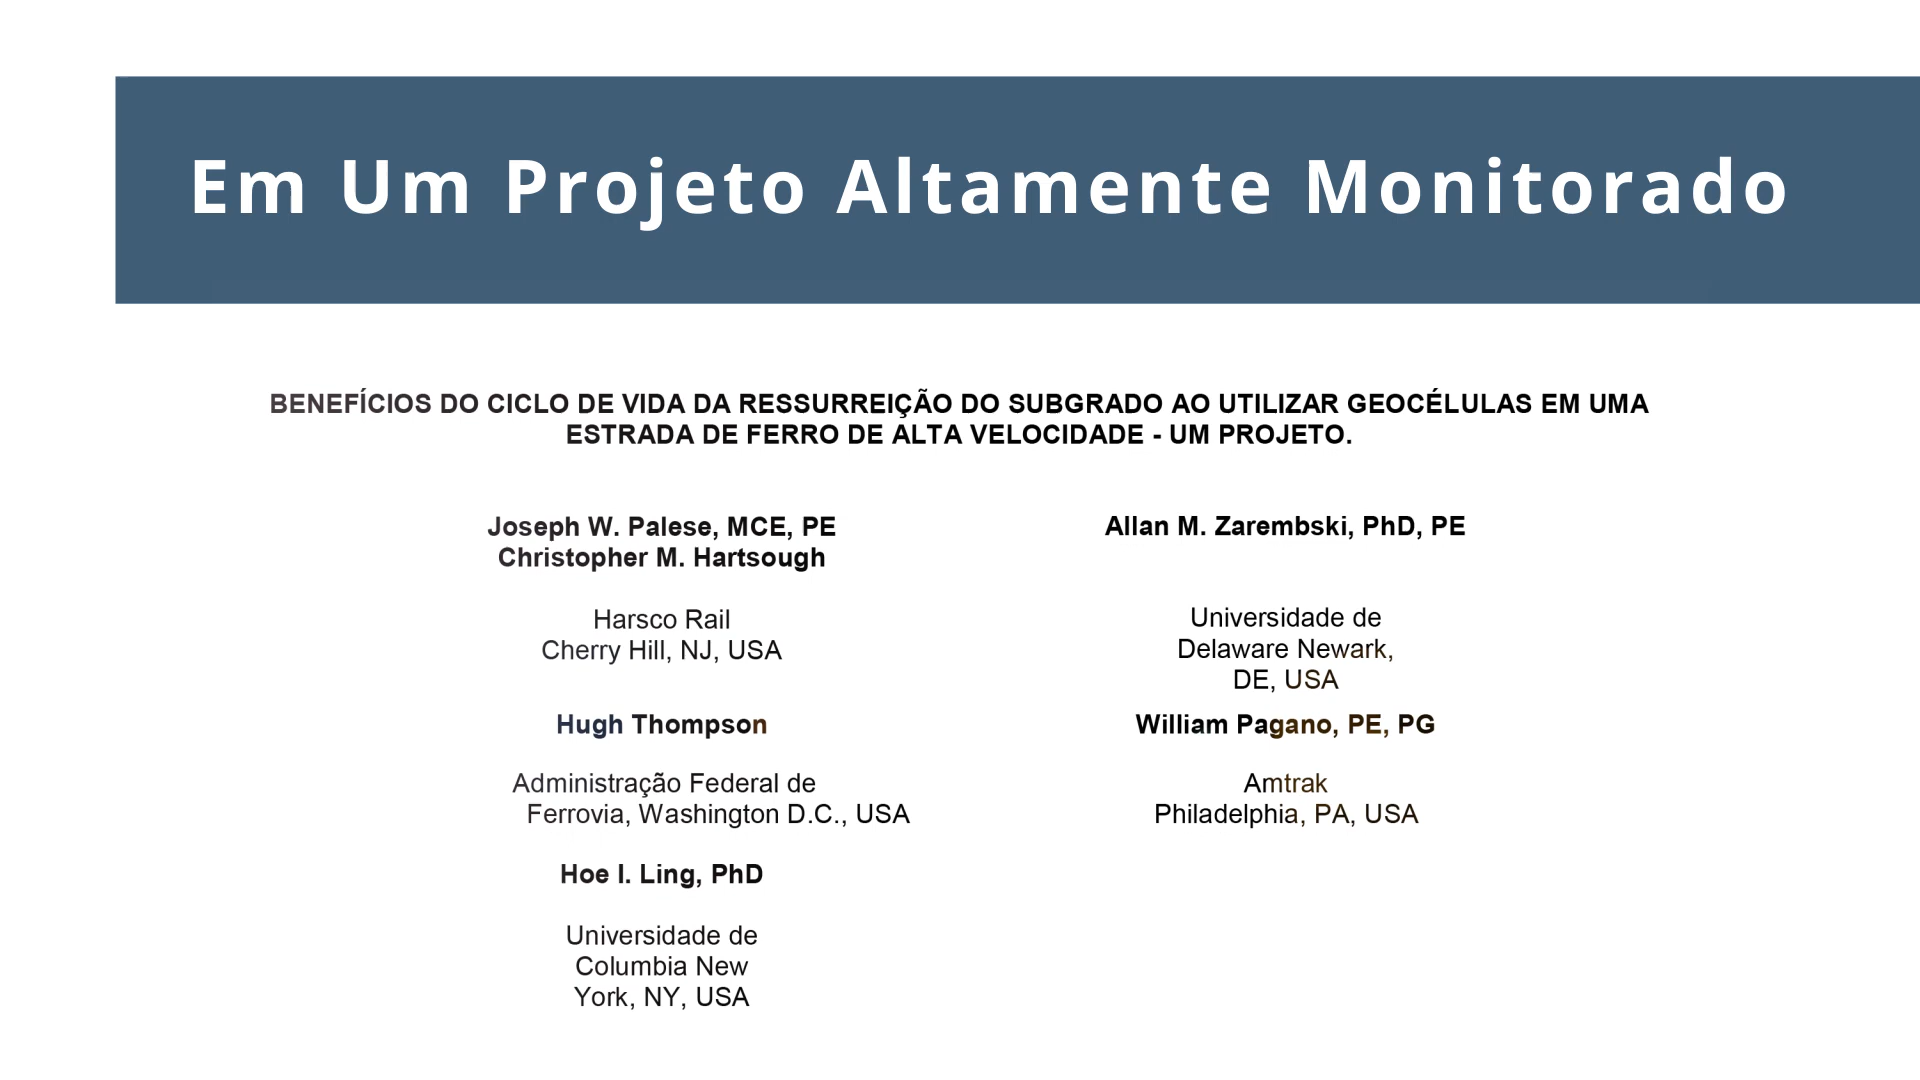 Em Um Projeto Altamente Monitorado
BENEFÍCIOS DO CICLO DE VIDA DA RESSURREIÇÃO DO SUBGRADO AO UTILIZAR GEOCÉLULAS EM UMA
ESTRADA DE FERRO DE ALTA VELOCIDADE - UM PROJETO.
Joseph W. Palese, MCE, PE
Christopher M. Hartsough
Harsco Rail
Cherry Hill, NJ, USA
Allan M. Zarembski, PhD, PE
Universidade de
Delaware Newark,
DE, USA
Hugh Thompson
Administração Federal de
Ferrovia, Washington D.C., USA
William Pagano, PE, PG
Amtrak
Philadelphia, PA, USA
Hoe I. Ling, PhD
Universidade de
Columbia New
York, NY, USA